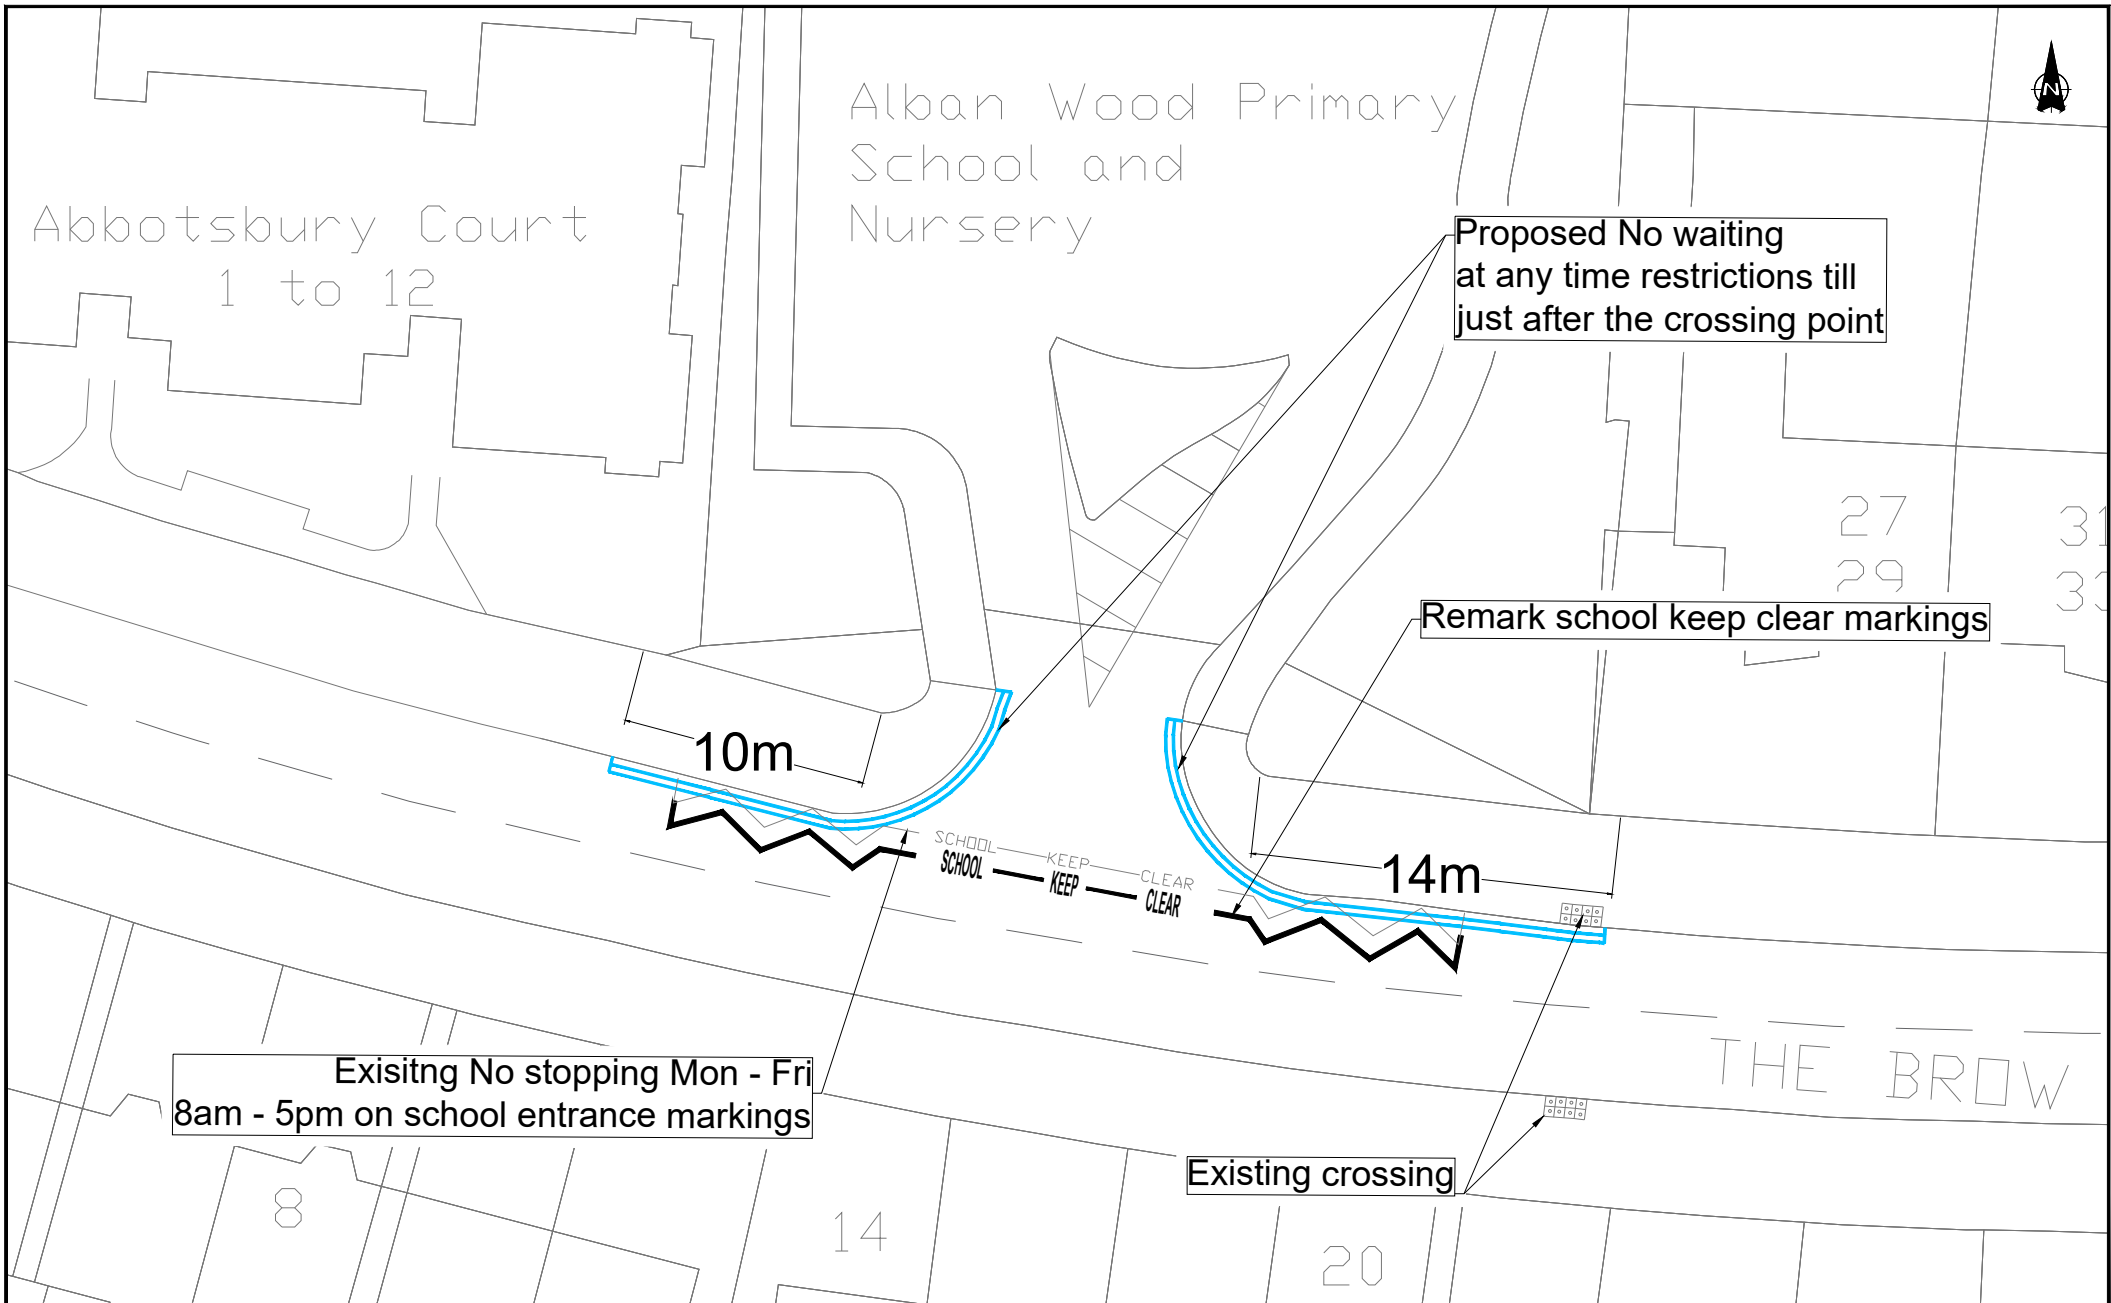 N
Alban Wood Primary
School and
Nursery
Abbotsbury Court
1 to 12
Proposed No waiting
at any time restrictions till
just after the crossing point
27
29
31
Remark school keep clear markings
10m
14m
SCHOOL KEEP CLEAR
SCHOOL KEEP CLEAR
Exisitng No stopping Mon - Fri
8am - 5pm on school entrance markings
THE BROW
Existing crossing
8
14
20